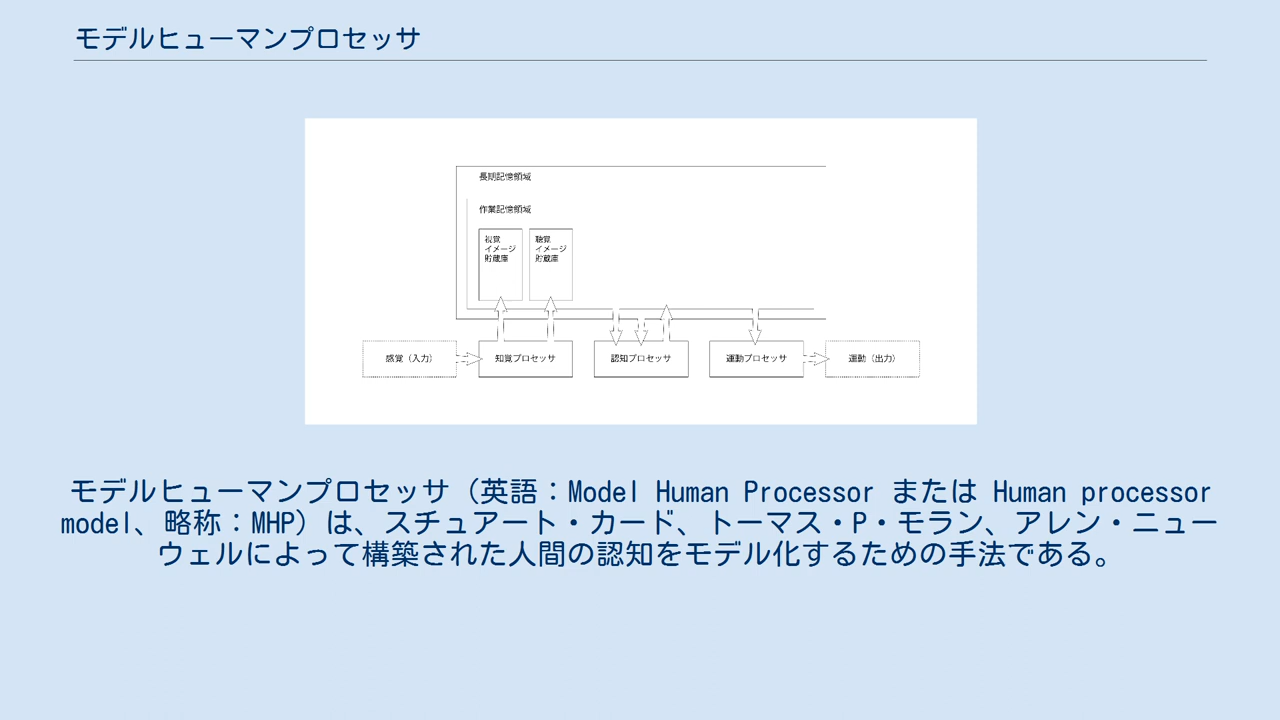 モデルヒューマンプロセッサ
長期記憶領域
作業記憶領域
視覚
イメージ
貯蔵庫
聴覚
イメージ
貯蔵庫
感覚（入力）
知覚プロセッサ
認知プロセッサ
運動プロセッサ
運動（出力）
モデルヒューマンプロセッサ（英語：Model Human Processor または Human processor
model、略称：MHP）は、スチュアート・カード、トーマス・P・モラン、アレン・ニュー
ウェルによって構築された人間の認知をモデル化するための手法である。